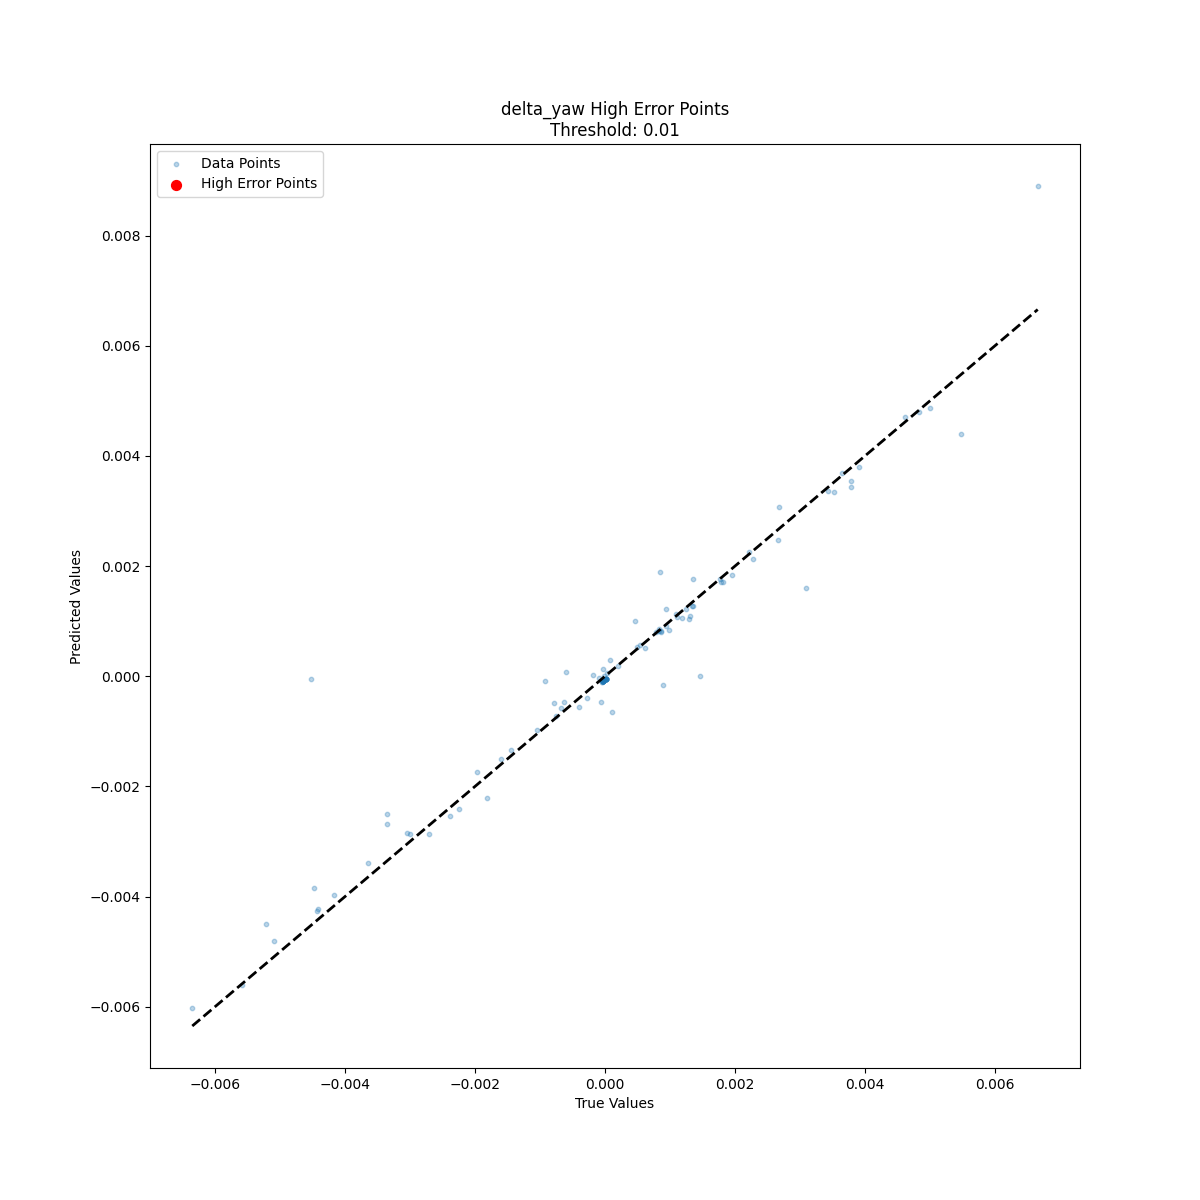 delta_yaw High Error Points
Threshold: 0.01
Data Points
High Error Points
0.008
0.006
0.004
0.002
0.000
−0.002
−0.004
−0.006
Predicted Values
−0.006
−0.004
−0.002
0.000
0.002
0.004
0.006
True Values